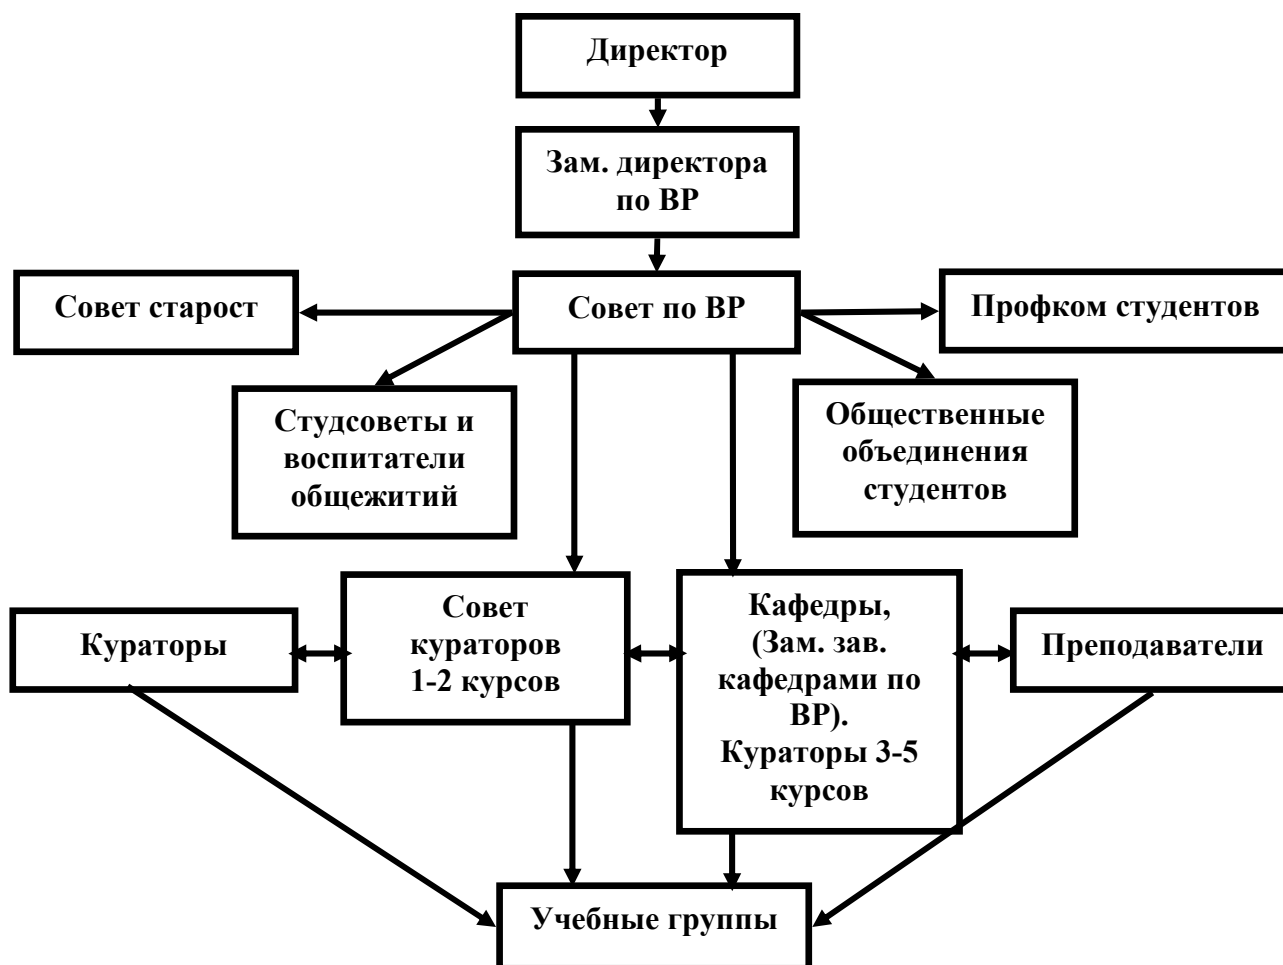 Директор
Зам. директора
по ВР
Совет старост
Совет по ВР
Профком студентов
Студсоветы и
воспитатели
общежитий
Общественные
объединения
студентов
Кураторы
Совет
кураторов
1-2 курсов
Кафедры,
(Зам. зав.
кафедрами по
ВР).
Кураторы 3-5
курсов
Преподаватели
Учебные группы